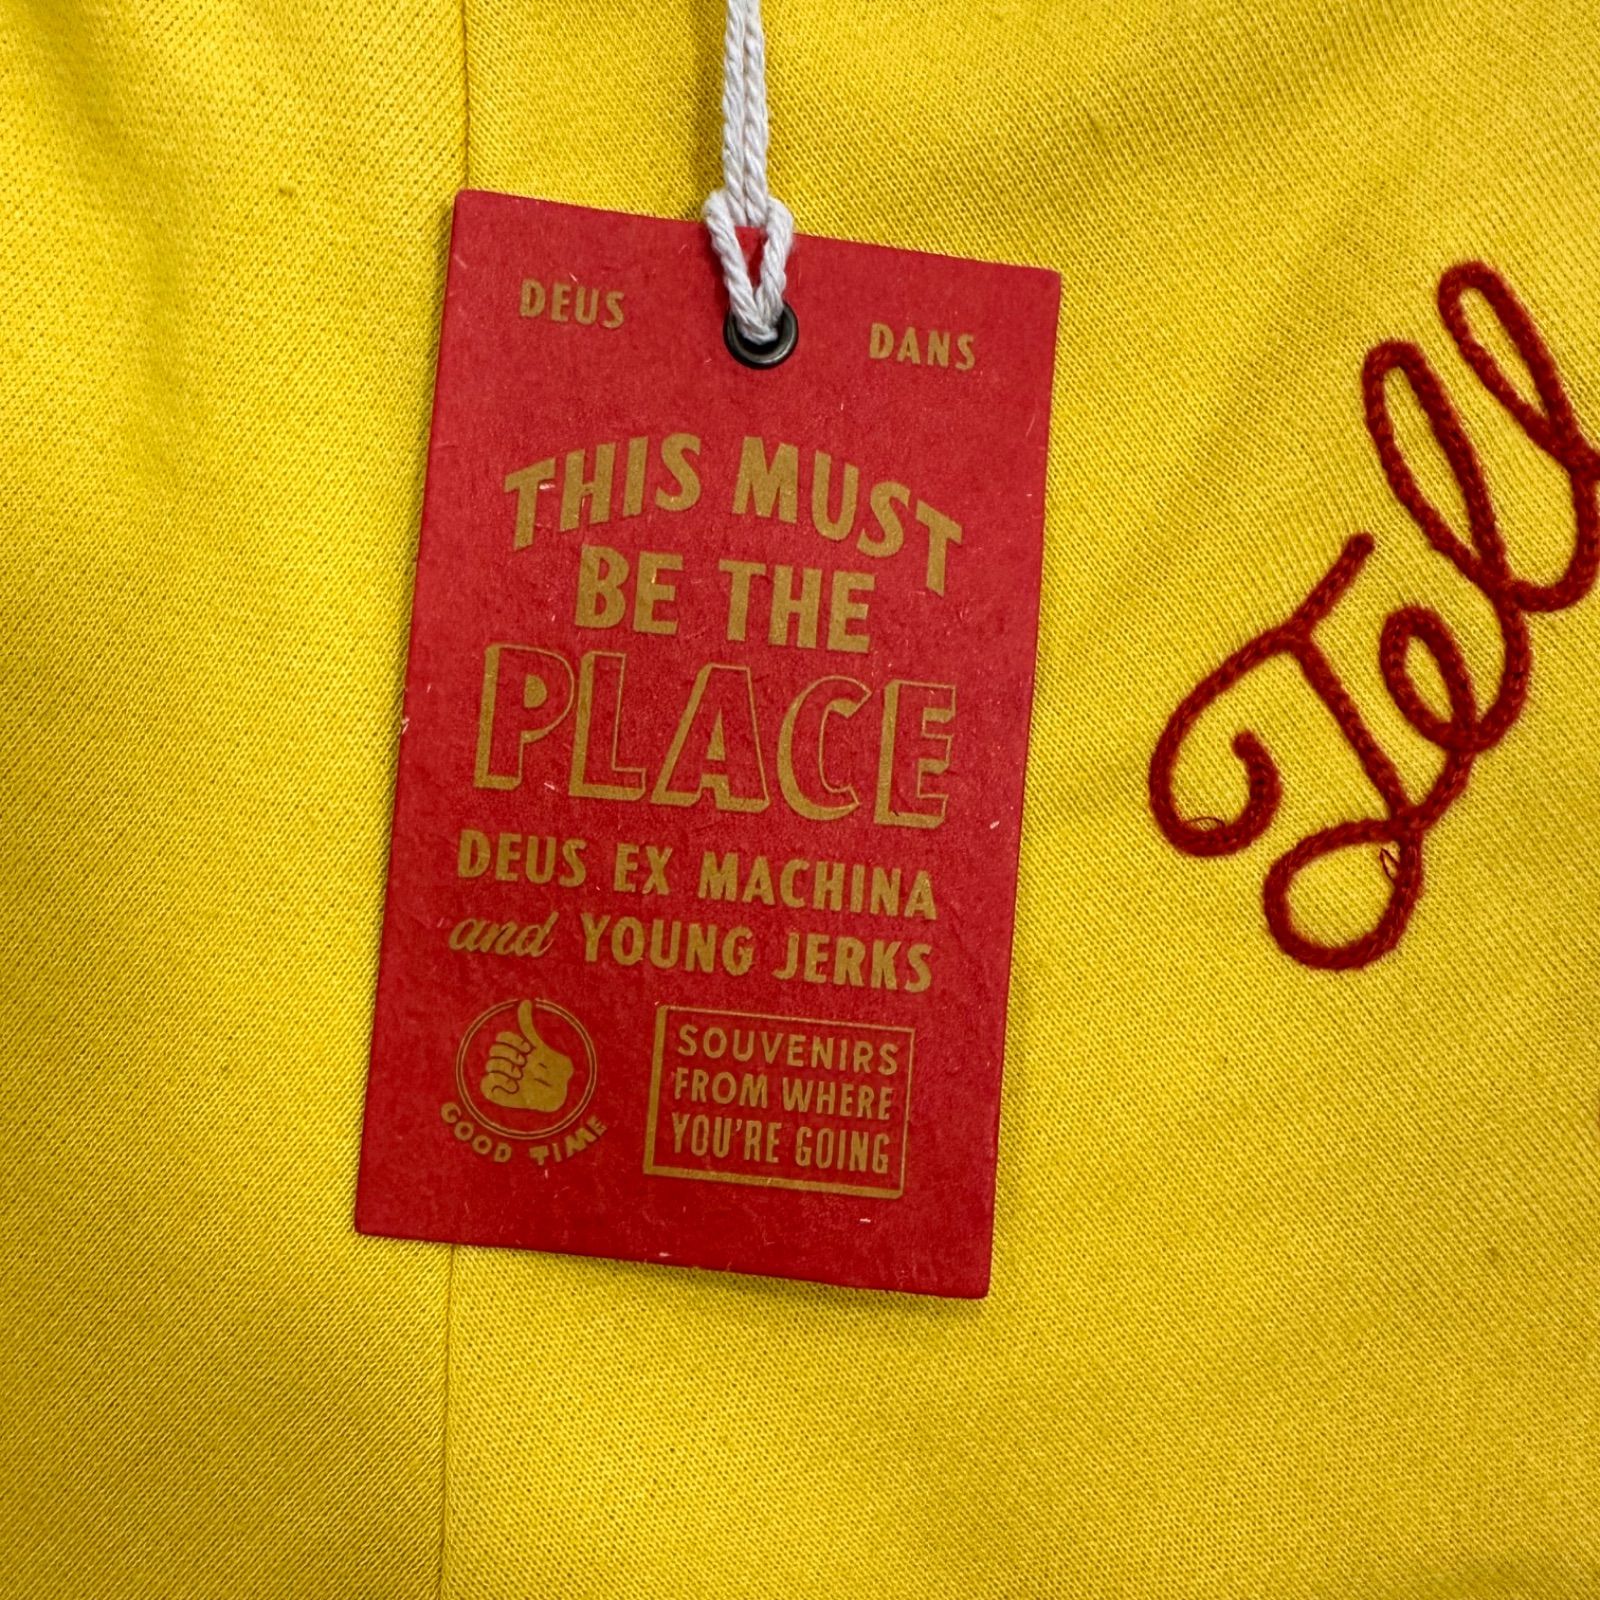 DEUS DANS
THIS MUST
BE THE
PLACE
DEUS EX MACHINA
and YOUNG JERKS
GOOD TIME
SOUVENIRS
FROM WHERE
YOU'RE GOING
Tell